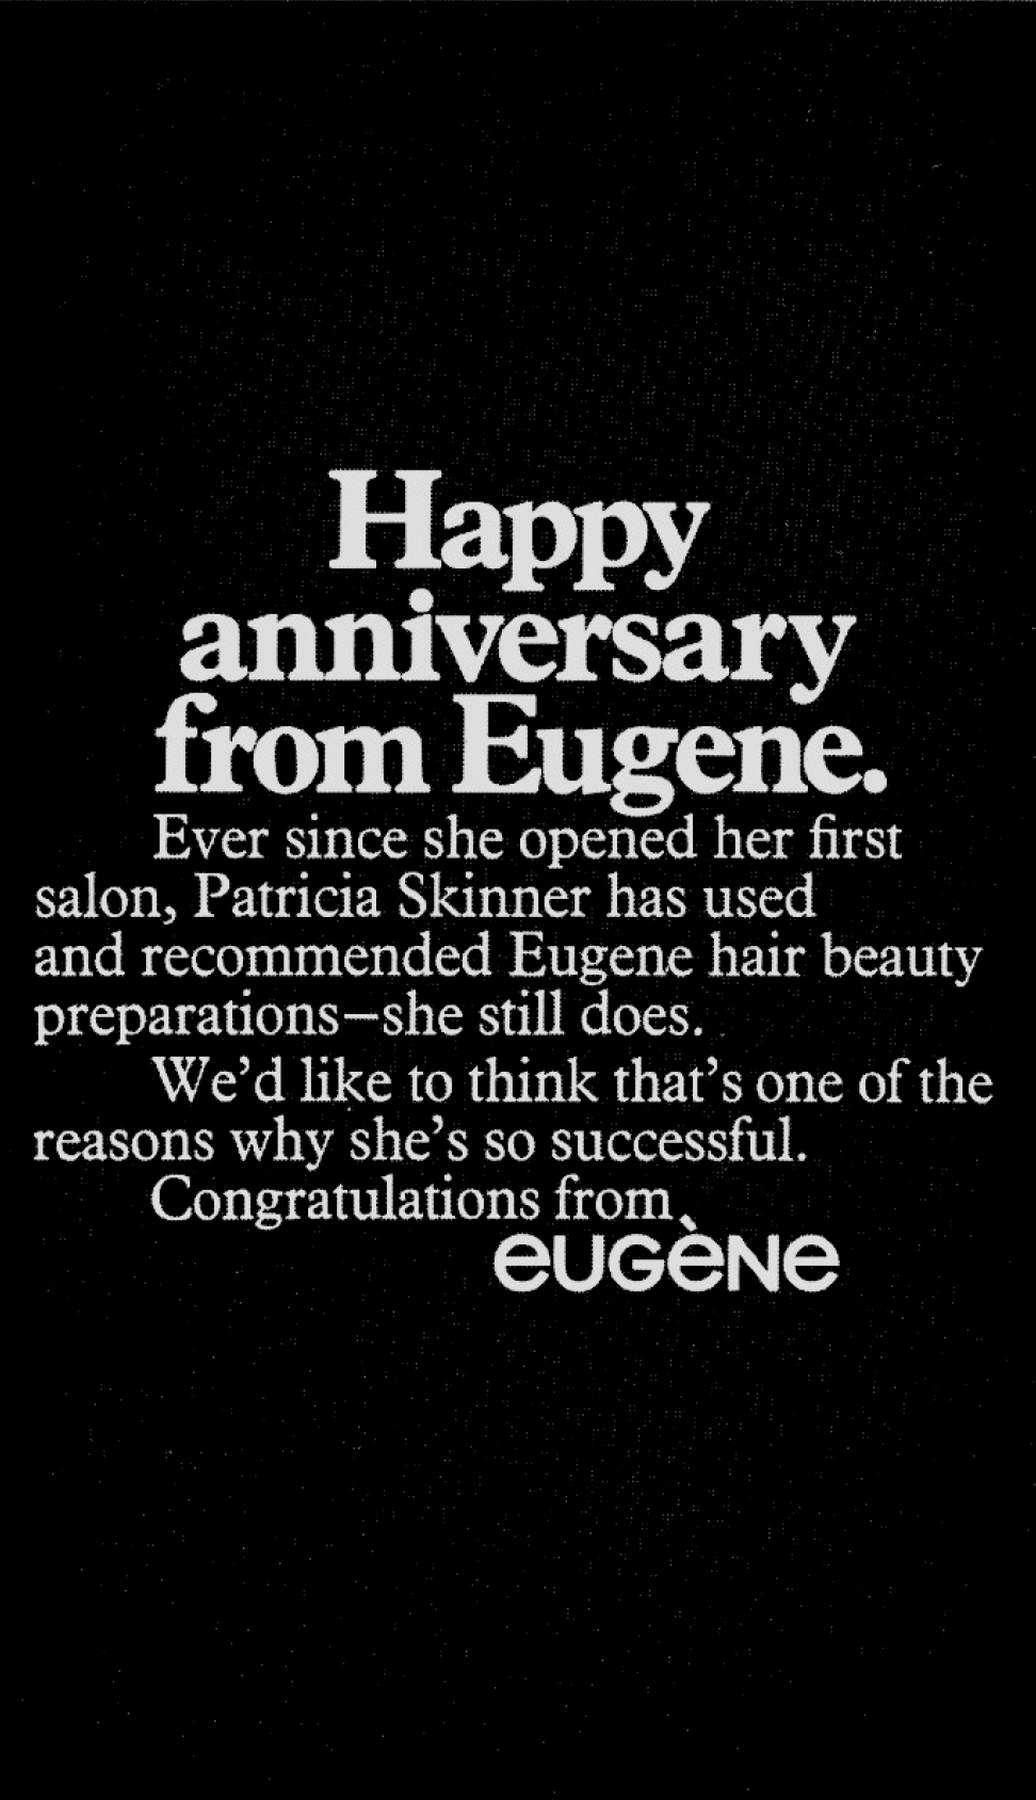 Happy
anniversary
from Eugene.
Ever since she opened her first
salon, Patricia Skinner has used
and recommended Eugene hair beauty
preparations—she still does.
We’d like to think that’s one of the
reasons why she’s so successful.
Congratulations from
eUGèNe